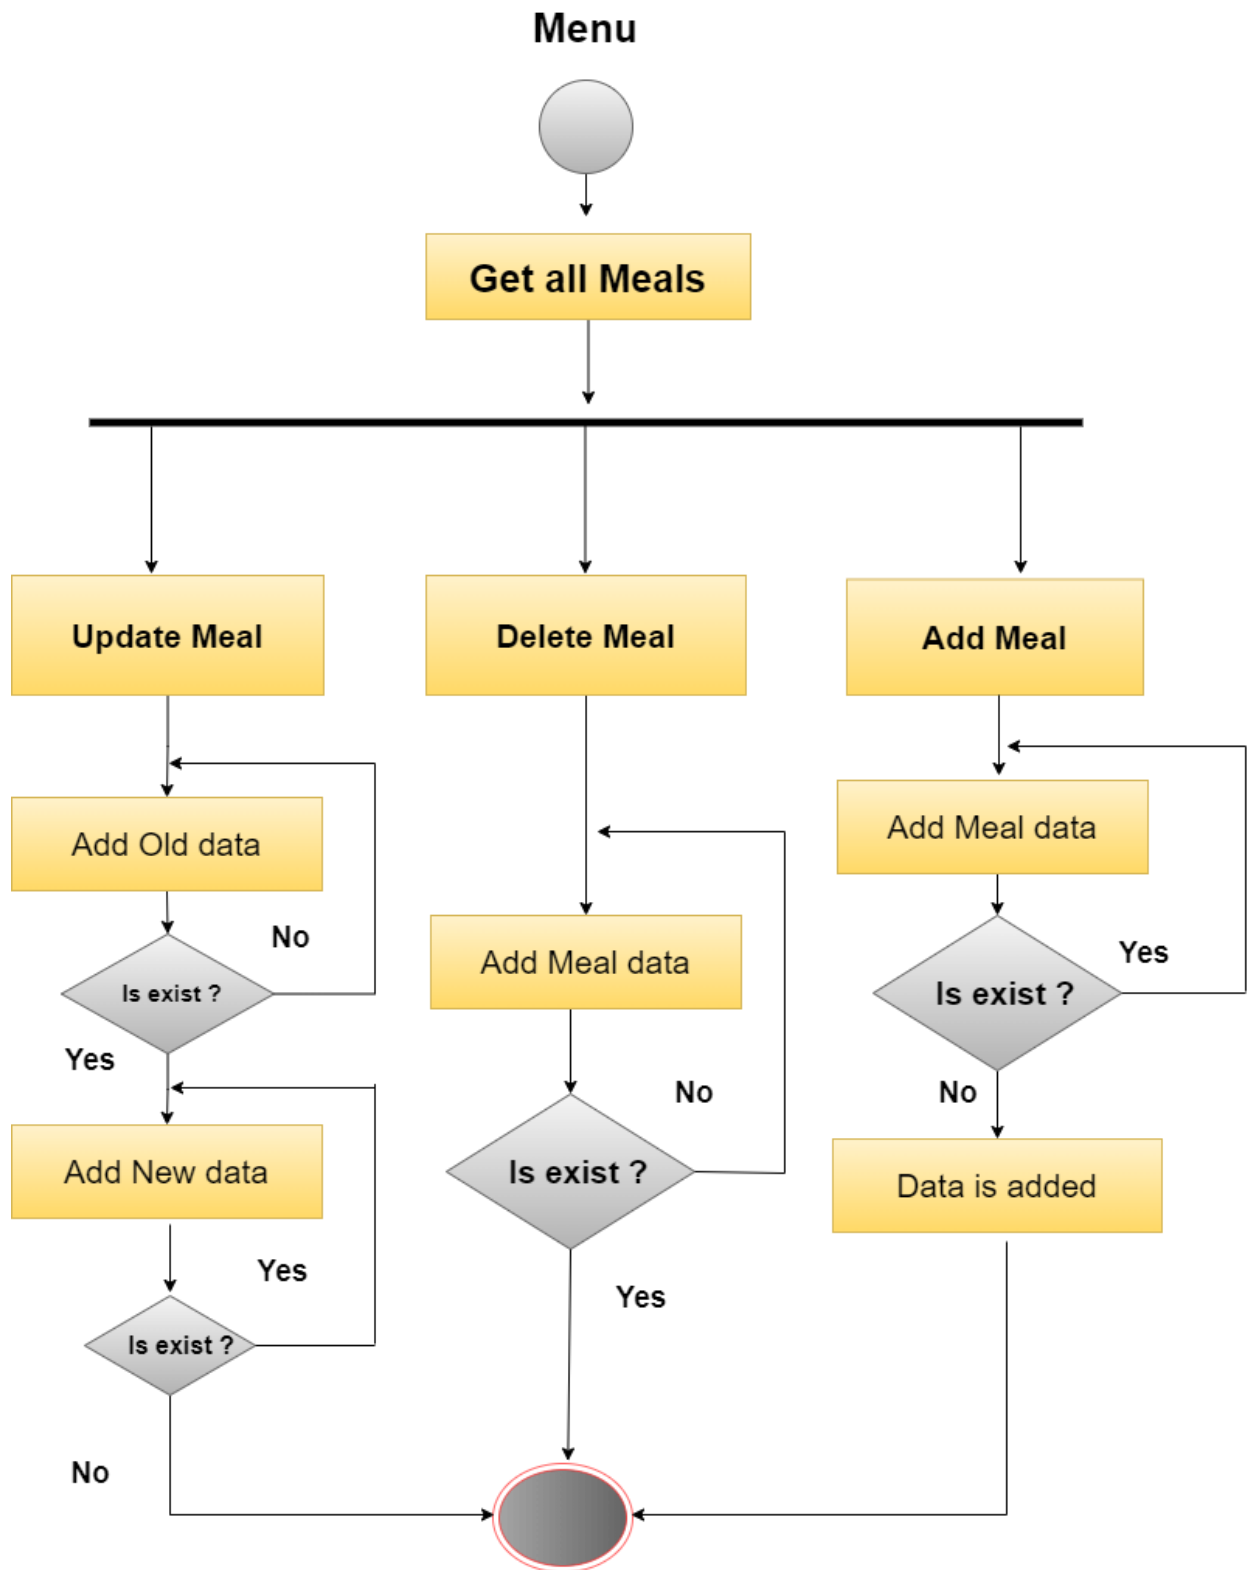 Menu
Get all Meals
Update Meal
Delete Meal
Add Meal
Add Old data
Add Meal data
No
Is exist ?
Yes
Add New data
Yes
Is exist ?
No
Add Meal data
No
Is exist ?
Yes
Yes
Is exist ?
No
Data is added